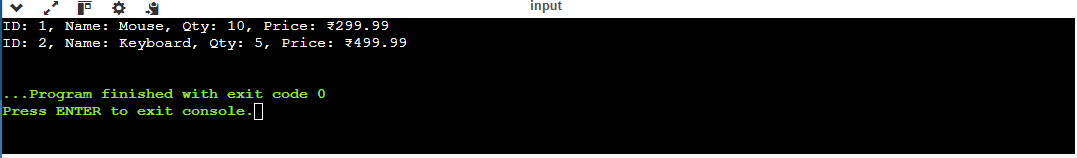 input
ID: 1, Name: Mouse, Qty: 10, Price: ₹299.99
ID: 2, Name: Keyboard, Qty: 5, Price: ₹499.99
...Program finished with exit code 0
Press ENTER to exit console.